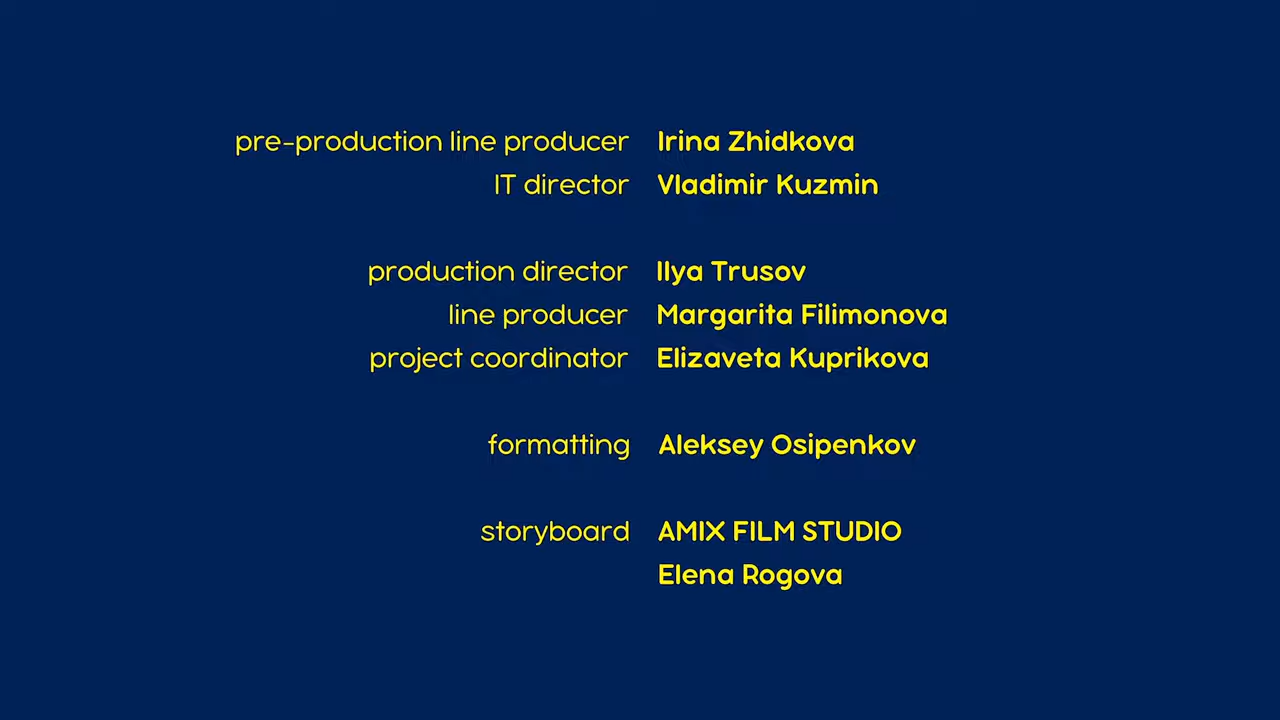 pre-production line producer Irina Zhidkova
IT director Vladimir Kuzmin
production director Ilya Trusov
line producer Margarita Filimonova
project coordinator Elizaveta Kuprikova
formatting Aleksey Osipenkov
storyboard AMIX FILM STUDIO
Elena Rogova